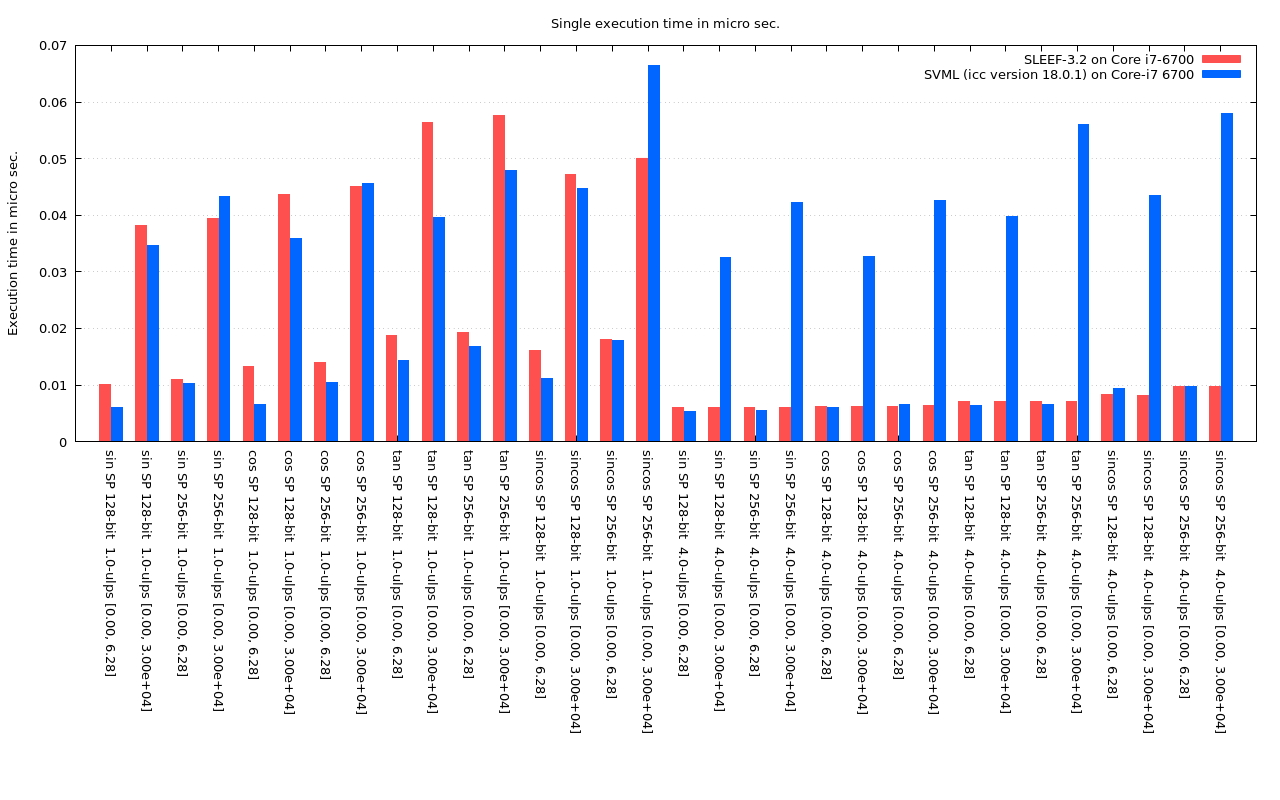 Single execution time in micro sec.
SLEEF-3.2 on Core i7-6700
SVML (icc version 18.0.1) on Core-i7 6700
Execution time in micro sec.
0.07
0.06
0.05
0.04
0.03
0.02
0.01
0
sin SP 128-bit 1.0-ulps [0.00, 6.28]
sin SP 128-bit 1.0-ulps [0.00, 3.00e+04]
sin SP 256-bit 1.0-ulps [0.00, 6.28]
sin SP 256-bit 1.0-ulps [0.00, 3.00e+04]
cos SP 128-bit 1.0-ulps [0.00, 6.28]
cos SP 128-bit 1.0-ulps [0.00, 3.00e+04]
cos SP 256-bit 1.0-ulps [0.00, 6.28]
cos SP 256-bit 1.0-ulps [0.00, 3.00e+04]
tan SP 128-bit 1.0-ulps [0.00, 6.28]
tan SP 128-bit 1.0-ulps [0.00, 3.00e+04]
tan SP 256-bit 1.0-ulps [0.00, 6.28]
tan SP 256-bit 1.0-ulps [0.00, 3.00e+04]
sincos SP 128-bit 1.0-ulps [0.00, 6.28]
sincos SP 128-bit 1.0-ulps [0.00, 3.00e+04]
sincos SP 256-bit 1.0-ulps [0.00, 6.28]
sincos SP 256-bit 1.0-ulps [0.00, 3.00e+04]
sin SP 128-bit 4.0-ulps [0.00, 6.28]
sin SP 128-bit 4.0-ulps [0.00, 3.00e+04]
sin SP 256-bit 4.0-ulps [0.00, 6.28]
sin SP 256-bit 4.0-ulps [0.00, 3.00e+04]
cos SP 128-bit 4.0-ulps [0.00, 6.28]
cos SP 128-bit 4.0-ulps [0.00, 3.00e+04]
cos SP 256-bit 4.0-ulps [0.00, 6.28]
cos SP 256-bit 4.0-ulps [0.00, 3.00e+04]
tan SP 128-bit 4.0-ulps [0.00, 6.28]
tan SP 128-bit 4.0-ulps [0.00, 3.00e+04]
tan SP 256-bit 4.0-ulps [0.00, 6.28]
tan SP 256-bit 4.0-ulps [0.00, 3.00e+04]
sincos SP 128-bit 4.0-ulps [0.00, 6.28]
sincos SP 128-bit 4.0-ulps [0.00, 3.00e+04]
sincos SP 256-bit 4.0-ulps [0.00, 6.28]
sincos SP 256-bit 4.0-ulps [0.00, 3.00e+04]